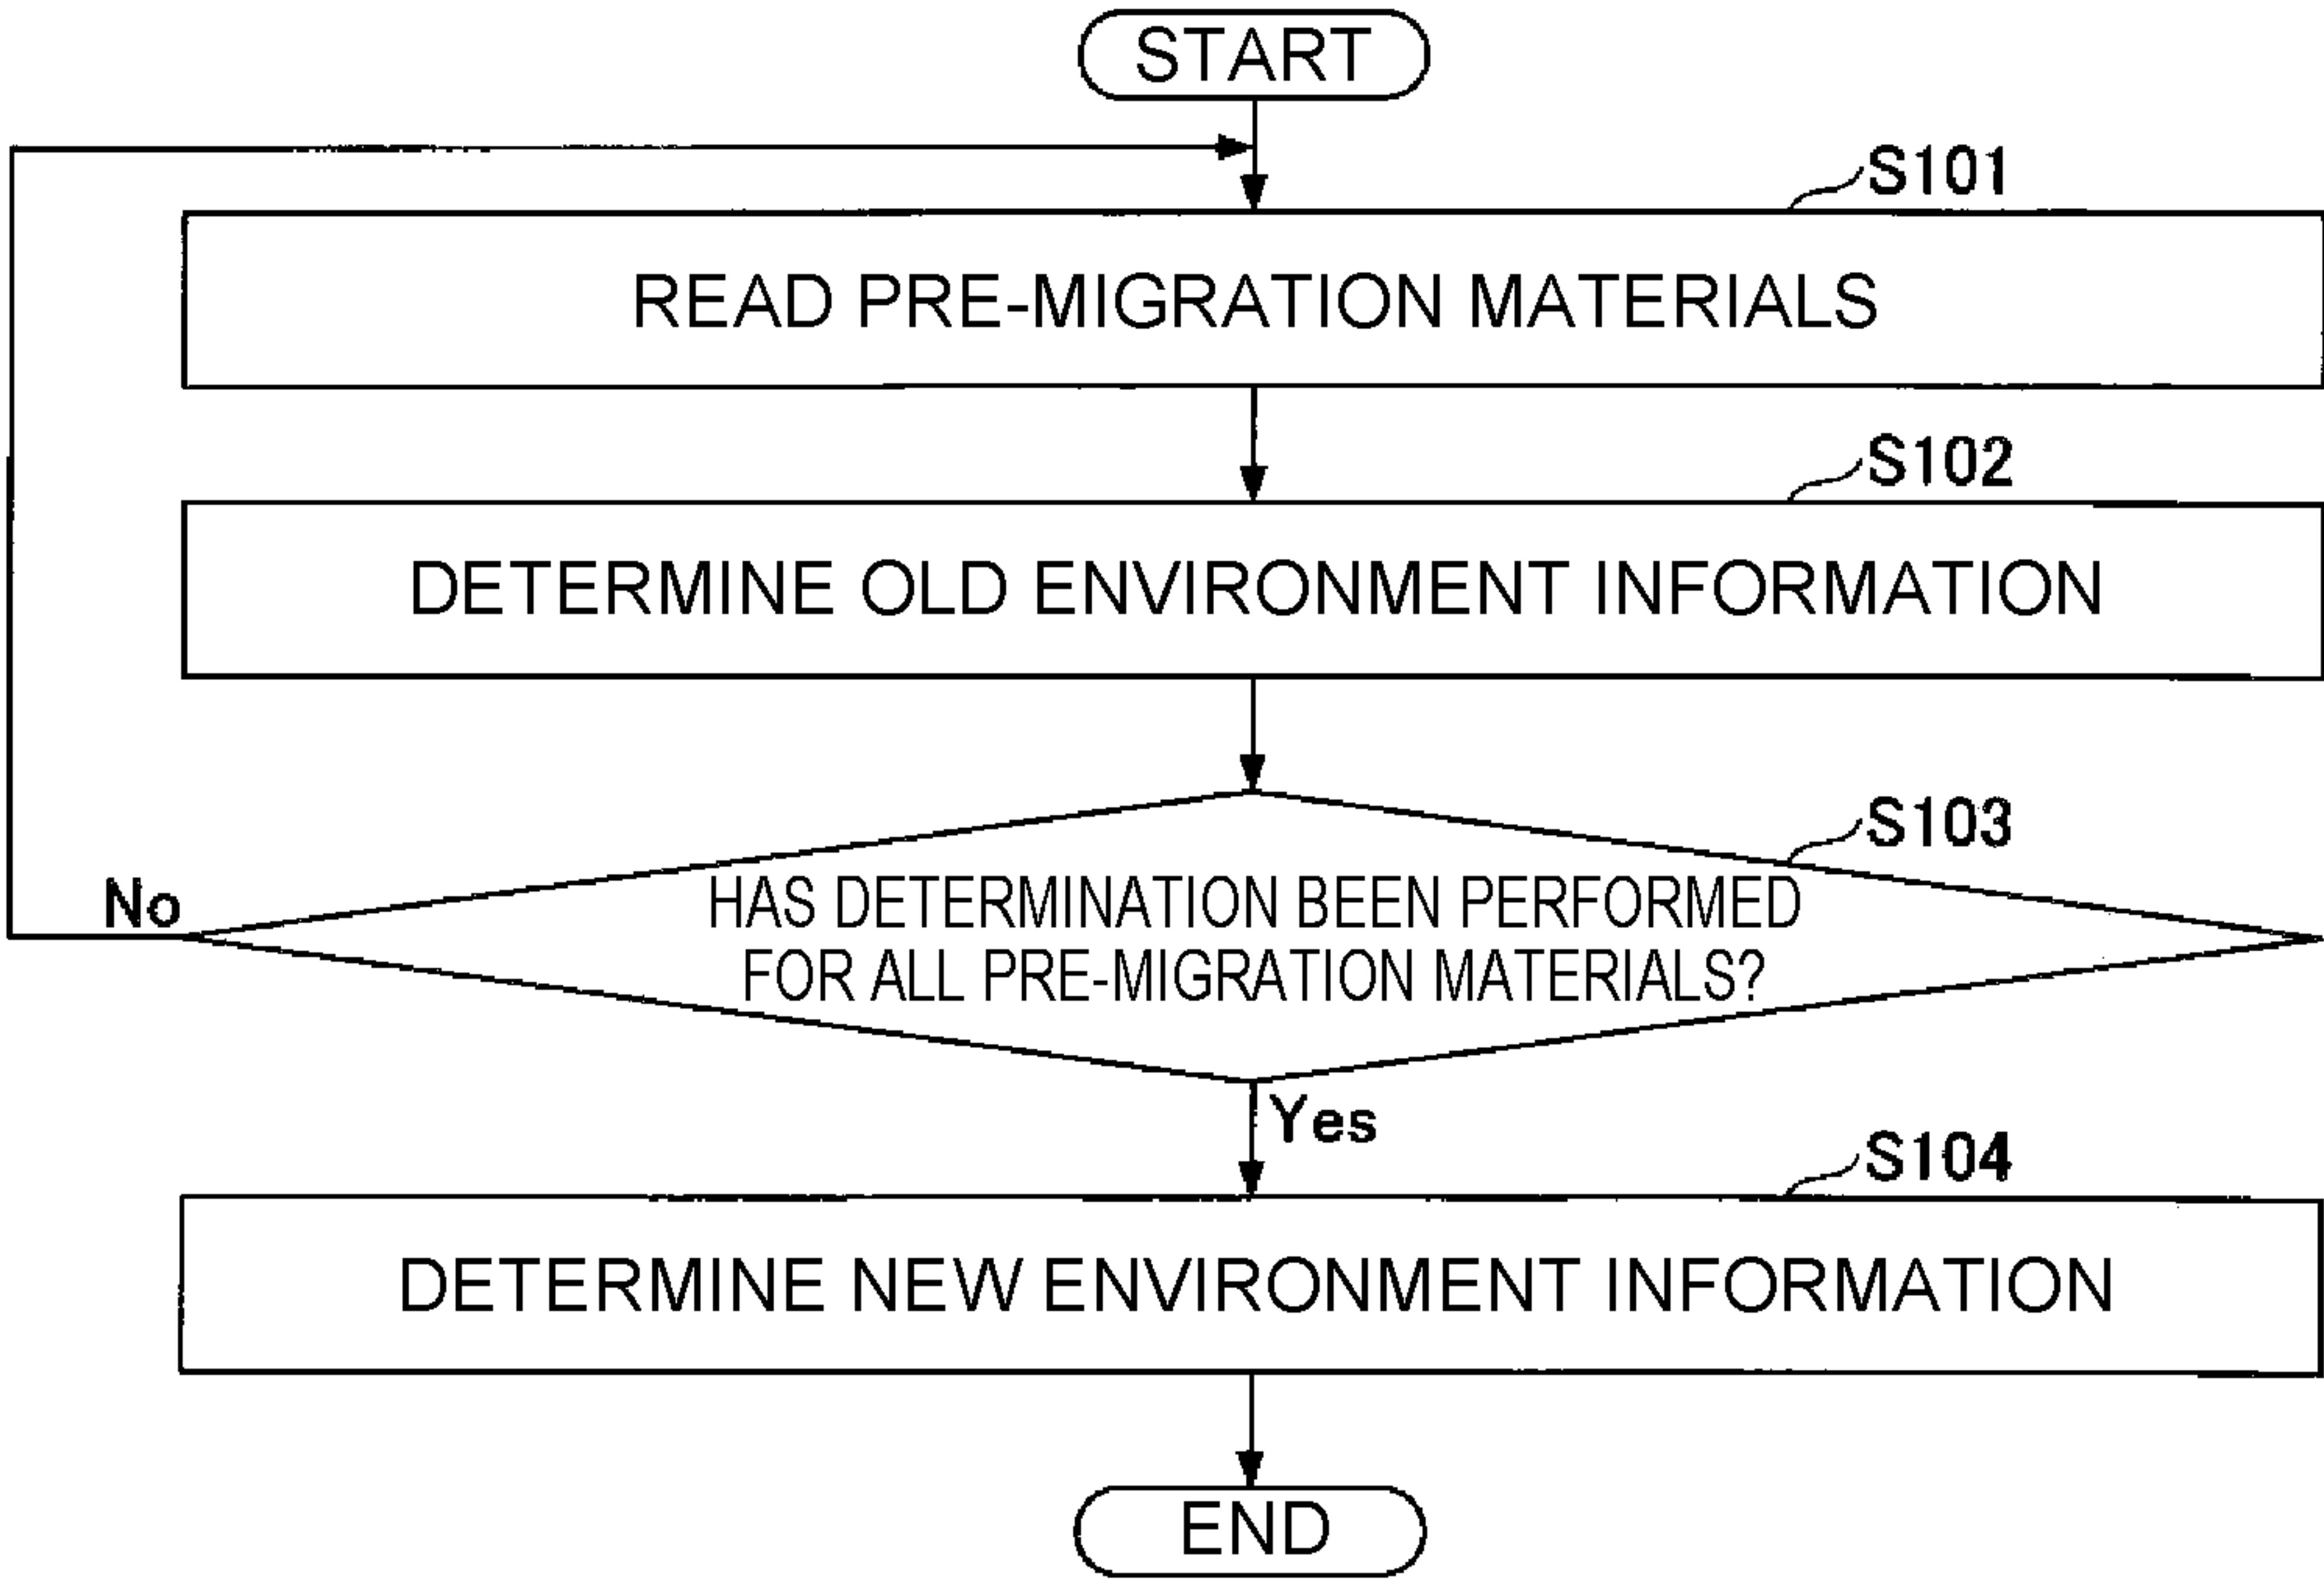 START
S101
READ PRE-MIGRATION MATERIALS
S102
DETERMINE OLD ENVIRONMENT INFORMATION
S103
HAS DETERMINATION BEEN PERFORMED
FOR ALL PRE-MIGRATION MATERIALS?
No
Yes
S104
DETERMINE NEW ENVIRONMENT INFORMATION
END